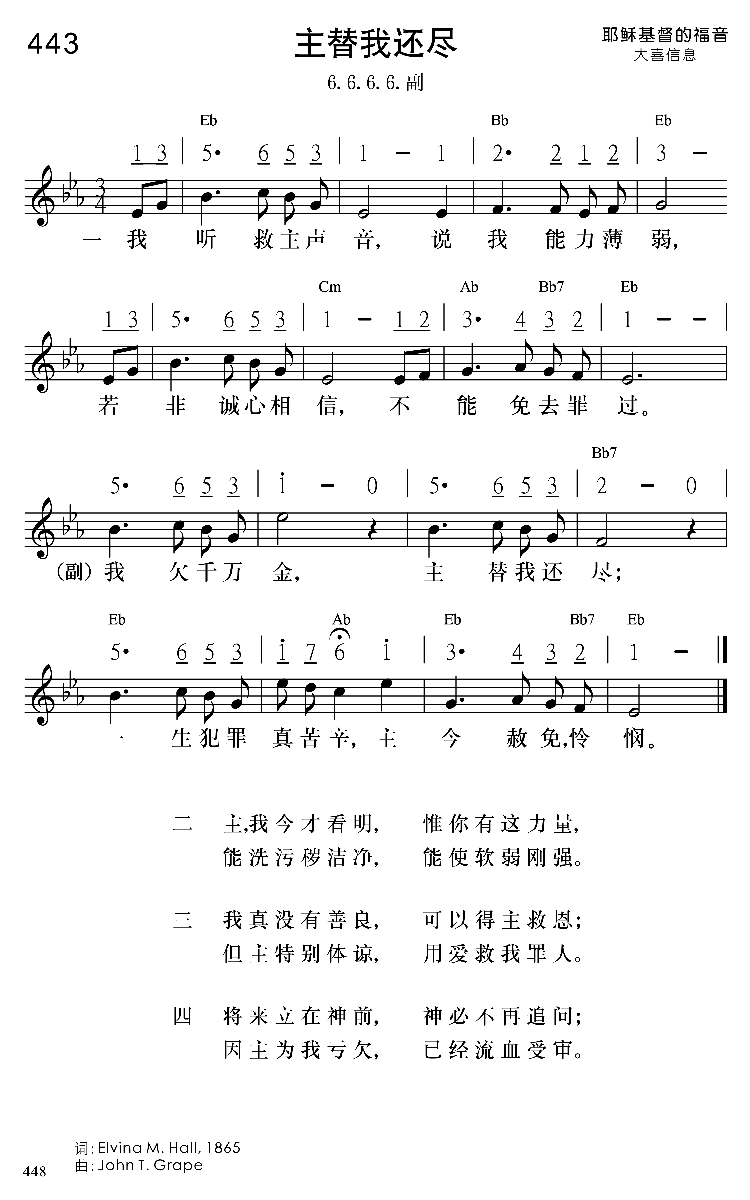 443 主替我还尽 耶稣基督的福音
大喜信息
6.6.6.6.副
Eb Bb Eb
1 3 | 5· 6 5 3 | 1 – 1 | 2· 2 1 2 | 3 –
3/4
一 我 听 救主声 音, 说 我 能力薄 弱,
Cm Ab Bb7 Eb
1 3 | 5· 6 5 3 | 1 – 1 2 | 3· 4 3 2 | 1 – – |
若 非 诚心相 信, 不 能 免去罪 过。
Bb7
5· 6 5 3 | i – 0 | 5· 6 5 3 | 2 – 0 |
(副)我 欠千万 金, 主 替我还 尽;
Eb Ab Eb Bb7 Eb
5· 6 5 3 | i 7 6 i | 3· 4 3 2 | 1 – ‖
一 生犯罪 真苦辛,主 今 赦免,怜 悯。
二 主,我今才看明, 惟你有这力量,
能洗污秽洁净, 能使软弱刚强。
三 我真没有善良, 可以得主救恩;
但主特别体谅, 用爱救我罪人。
四 将来立在神前, 神必不再追问;
因主为我亏欠, 已经流血受审。
词: Elvina M. Hall, 1865
曲: John T. Grape
448